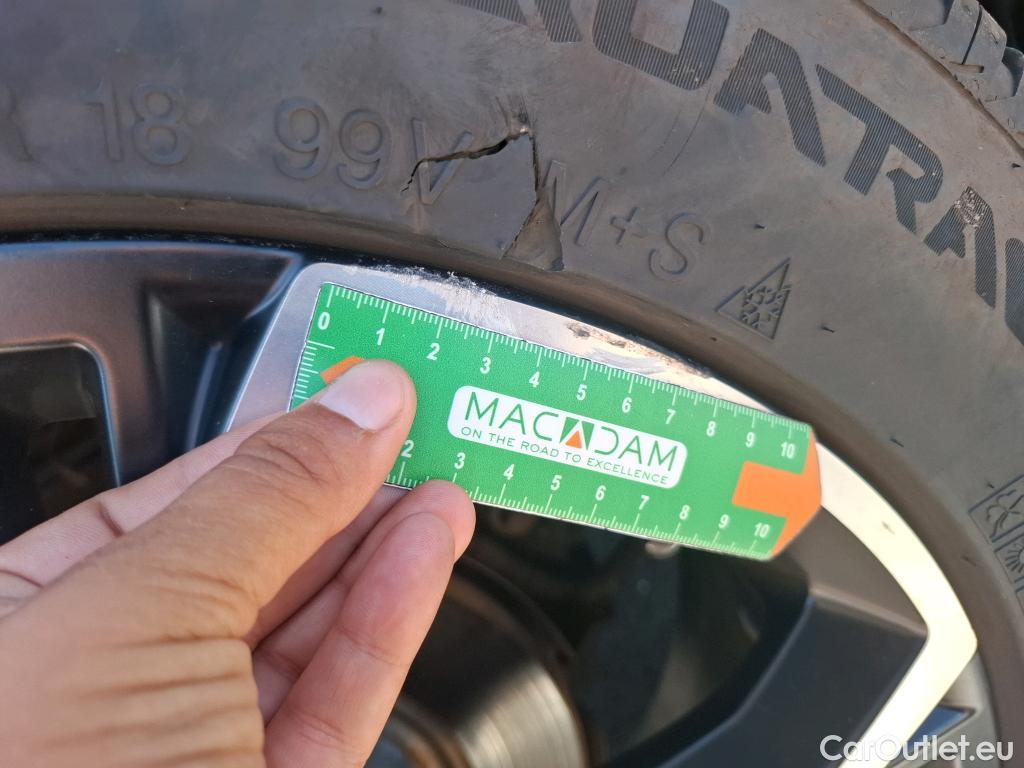 R 18 99V M+S
0 1 2 3 4 5 6 7 8 9 10
MACADAM
ON THE ROAD TO EXCELLENCE
2 3 4 5 6 7 8 9 10
CarOutlet.eu